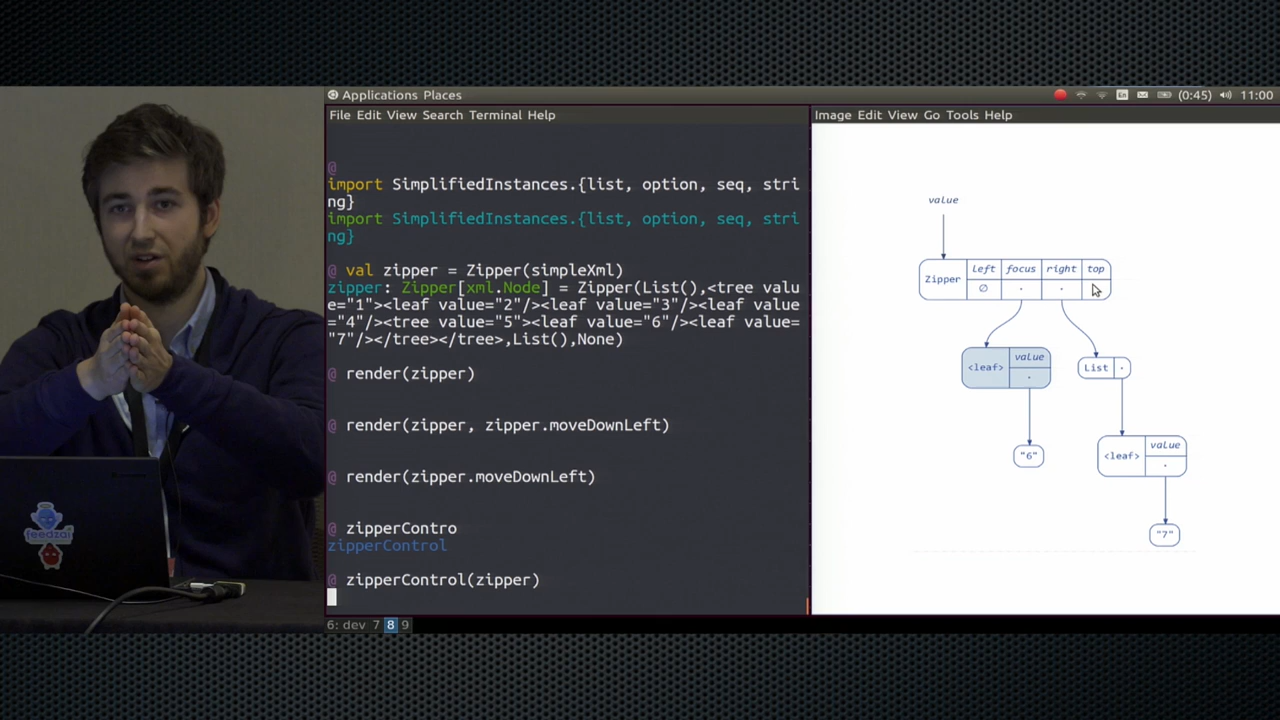 Applications Places
(0:45) 11:00
En
File Edit View Search Terminal Help
@
import SimplifiedInstances.{list, option, seq, stri
ng}
import SimplifiedInstances.{list, option, seq, stri
ng}
@ val zipper = Zipper(simpleXml)
zipper: Zipper[xml.Node] = Zipper(List(),<tree valu
e="1"><leaf value="2"/><leaf value="3"/><leaf value
="4"/><tree value="5"><leaf value="6"/><leaf value=
"7"/></tree></tree>,List(),None)
@ render(zipper)
@ render(zipper, zipper.moveDownLeft)
@ render(zipper.moveDownLeft)
@ zipperContro
zipperControl
@ zipperControl(zipper)
6: dev 7 8 9
Image Edit View Go Tools Help
value
Zipper left focus right top
∅ · ·
<leaf> value
·
List ·
"6"
<leaf> value
·
"7"
feedzai